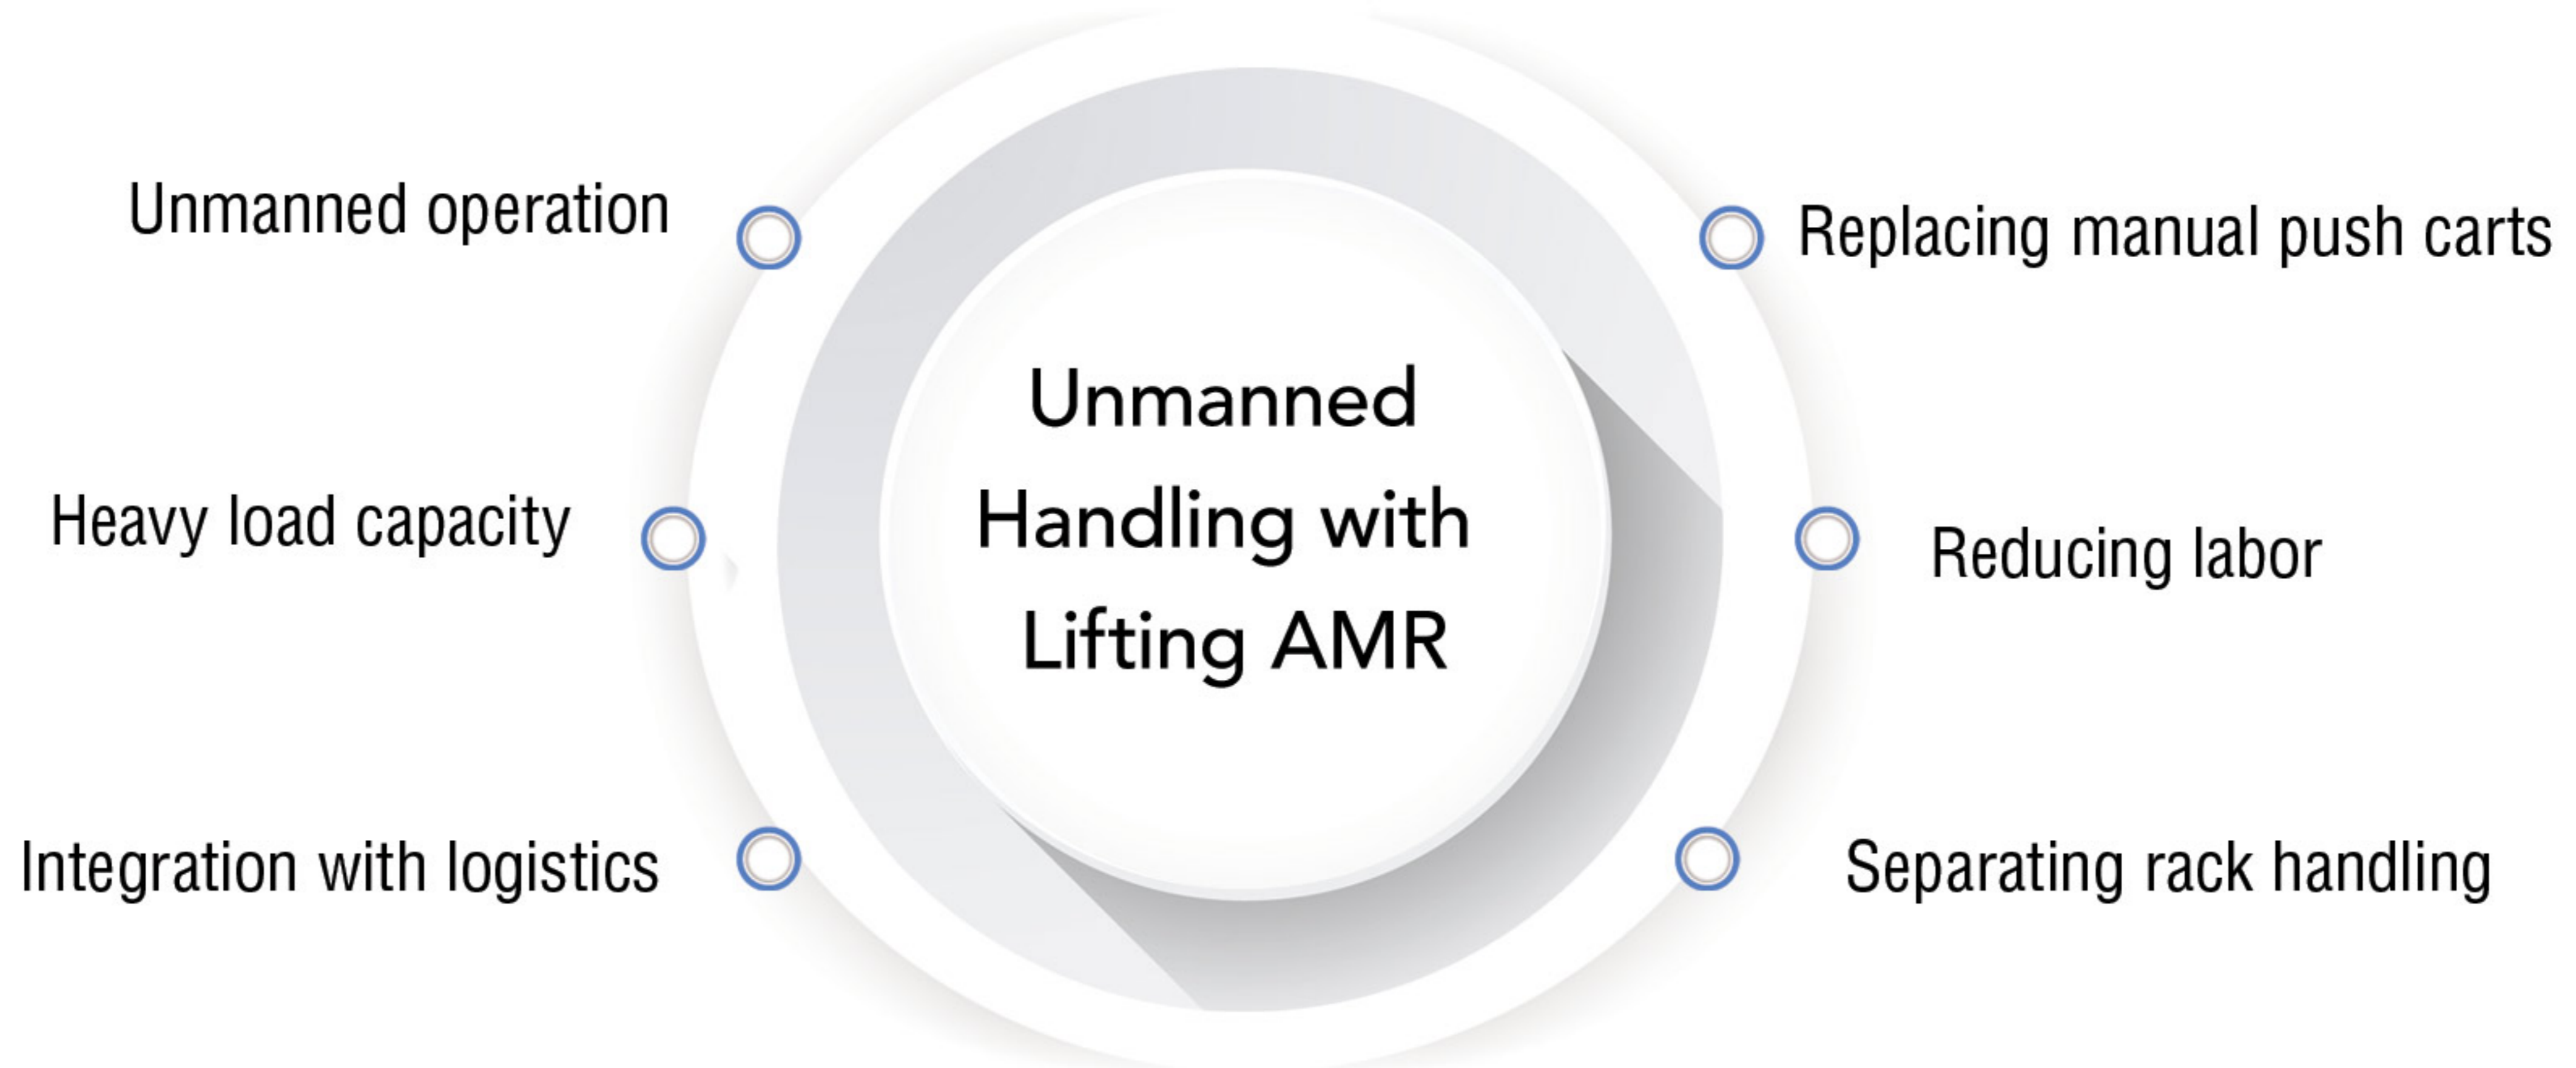 Unmanned operation
Heavy load capacity
Integration with logistics
Unmanned
Handling with
Lifting AMR
Replacing manual push carts
Reducing labor
Separating rack handling